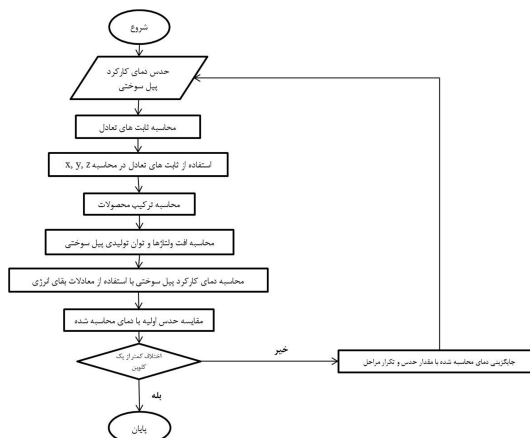 شروع
حدس دمای کارکرد
پیل سوختی
محاسبه ثابت های تعادل
استفاده از ثابت های تعادل در محاسبه x, y, z
محاسبه ترکیب محصولات
محاسبه افت ولتاژها و توان تولیدی پیل سوختی
محاسبه دمای کارکرد پیل سوختی با استفاده از معادلات بقای انرژی
مقایسه حدس اولیه با دمای محاسبه شده
اختلاف کمتر از یک
کلوین
خیر
جایگزینی دمای محاسبه شده با مقدار حدس و تکرار مراحل
بله
پایان